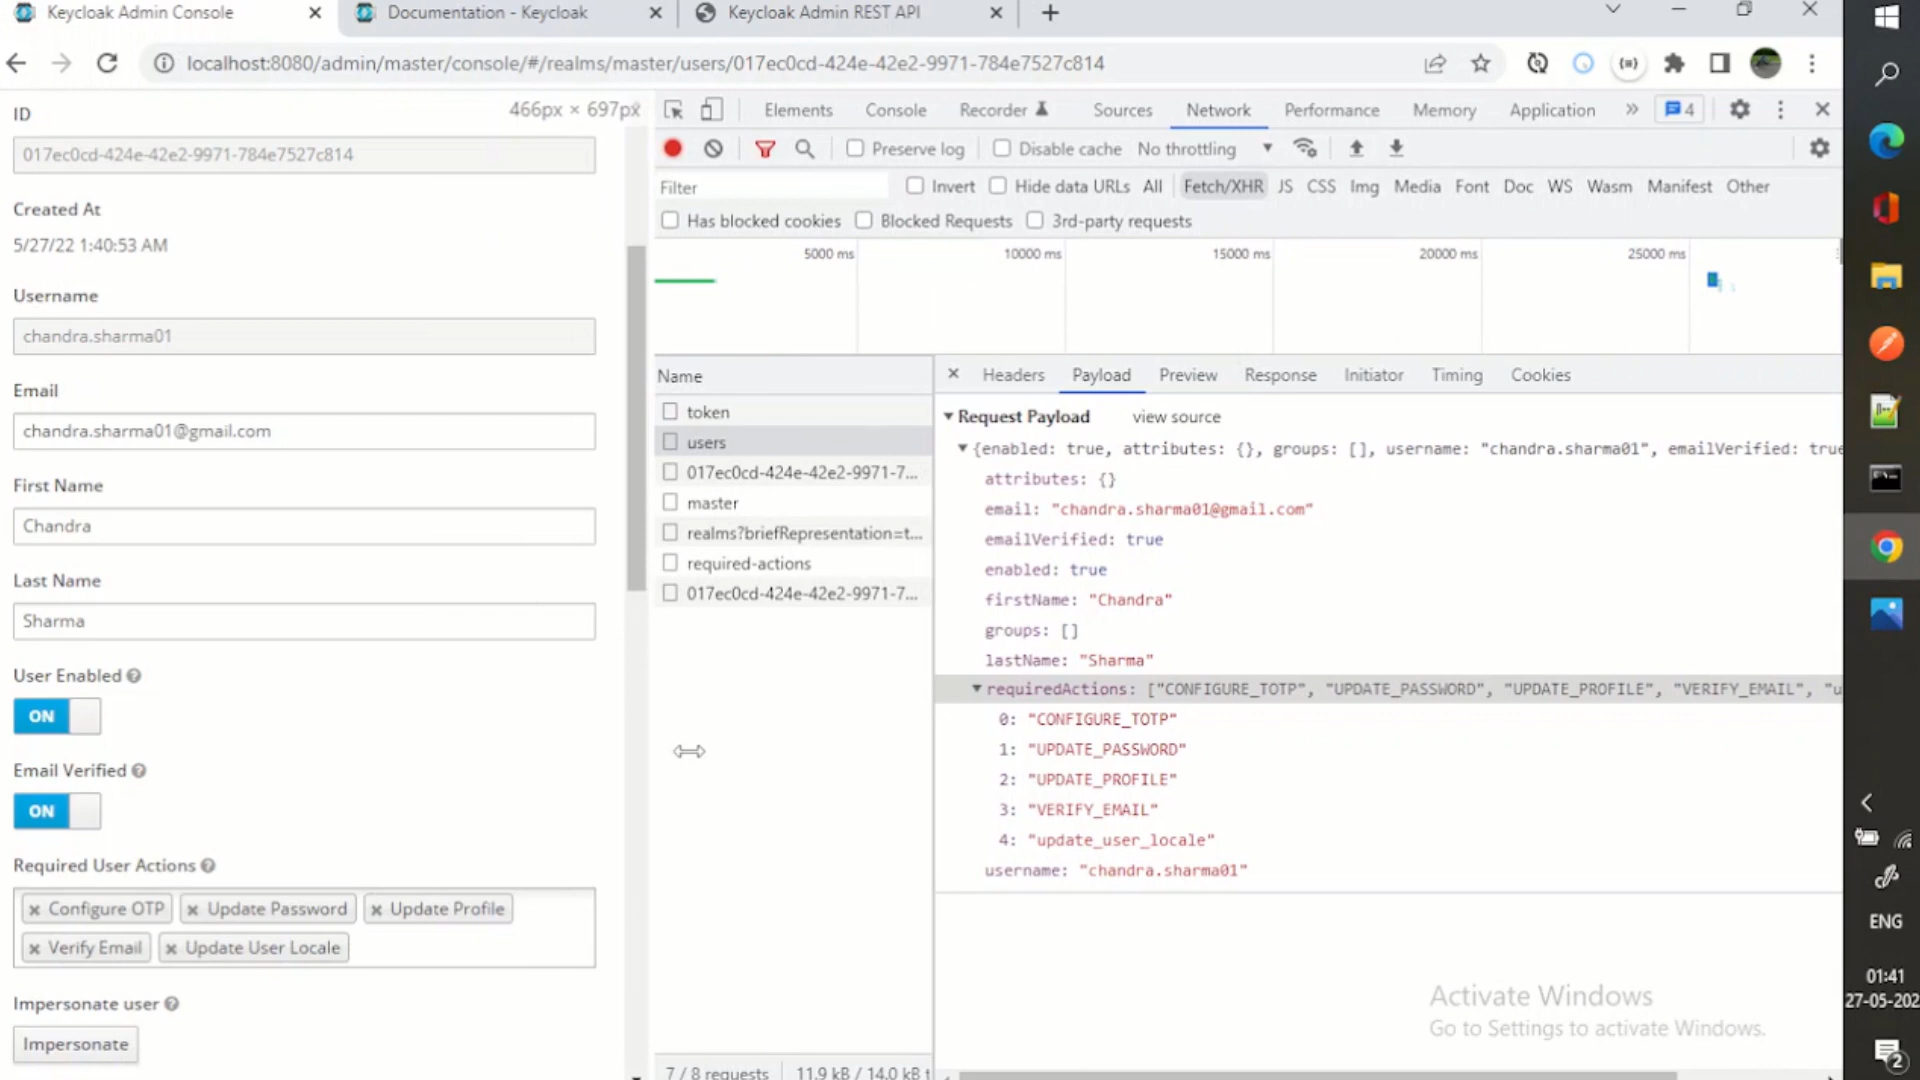 Keycloak Admin Console
Documentation - Keycloak
Keycloak Admin REST API
localhost:8080/admin/master/console/#/realms/master/users/017ec0cd-424e-42e2-9971-784e7527c814
ID
466px × 697px
017ec0cd-424e-42e2-9971-784e7527c814
Created At
5/27/22 1:40:53 AM
Username
chandra.sharma01
Email
chandra.sharma01@gmail.com
First Name
Chandra
Last Name
Sharma
User Enabled
ON
Email Verified
ON
Required User Actions
Configure OTP Update Password Update Profile
Verify Email Update User Locale
Impersonate user
Impersonate
Elements Console Recorder Sources Network Performance Memory Application » 4
Preserve log Disable cache No throttling
Filter Invert Hide data URLs All Fetch/XHR JS CSS Img Media Font Doc WS Wasm Manifest Other
Has blocked cookies Blocked Requests 3rd-party requests
5000 ms 10000 ms 15000 ms 20000 ms 25000 ms
Name
token
users
017ec0cd-424e-42e2-9971-7...
master
realms?briefRepresentation=t...
required-actions
017ec0cd-424e-42e2-9971-7...
7 / 8 requests 11.9 kB / 14.0 kB t
Headers Payload Preview Response Initiator Timing Cookies
Request Payload view source
{enabled: true, attributes: {}, groups: [], username: "chandra.sharma01", emailVerified: true
attributes: {}
email: "chandra.sharma01@gmail.com"
emailVerified: true
enabled: true
firstName: "Chandra"
groups: []
lastName: "Sharma"
requiredActions: ["CONFIGURE_TOTP", "UPDATE_PASSWORD", "UPDATE_PROFILE", "VERIFY_EMAIL", "u
0: "CONFIGURE_TOTP"
1: "UPDATE_PASSWORD"
2: "UPDATE_PROFILE"
3: "VERIFY_EMAIL"
4: "update_user_locale"
username: "chandra.sharma01"
Activate Windows
Go to Settings to activate Windows.
ENG
01:41
27-05-202
2